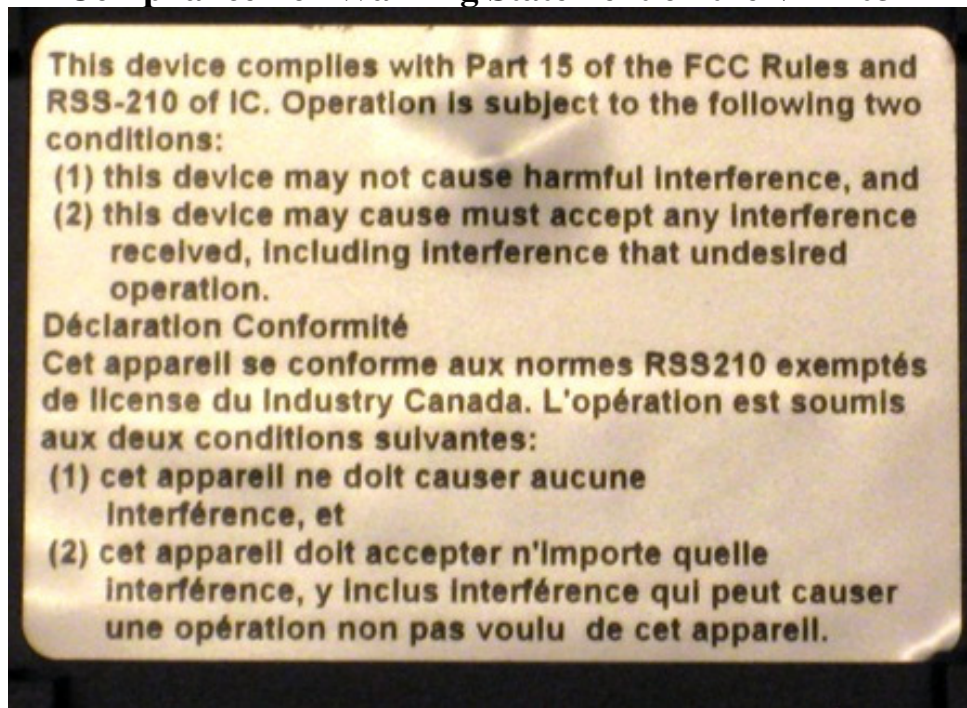 This device complies with Part 15 of the FCC Rules and
RSS-210 of IC. Operation is subject to the following two
conditions:
(1) this device may not cause harmful interference, and
(2) this device may cause must accept any interference
received, including interference that undesired
operation.
Déclaration Conformité
Cet appareil se conforme aux normes RSS210 exemptés
de license du Industry Canada. L'opération est soumis
aux deux conditions suivantes:
(1) cet appareil ne doit causer aucune
interférence, et
(2) cet appareil doit accepter n'importe quelle
interférence, y inclus interférence qui peut causer
une opération non pas voulu de cet appareil.